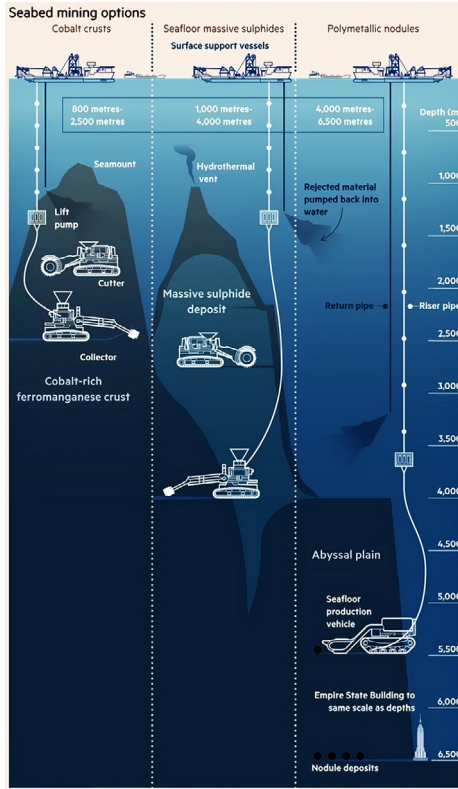 Seabed mining options
Cobalt crusts
Seafloor massive sulphides
Polymetallic nodules
Surface support vessels
800 metres-
2,500 metres
1,000 metres-
4,000 metres
4,000 metres-
6,500 metres
Depth (m
500
Seamount
Hydrothermal
vent
1,000
Rejected material
pumped back into
water
Lift
pump
1,500
Cutter
Massive sulphide
deposit
2,000
Return pipe
Riser pipe
2,500
Collector
Cobalt-rich
ferromanganese crust
3,000
3,500
4,000
4,500
Abyssal plain
5,000
Seafloor
production
vehicle
5,500
Empire State Building to
same scale as depths
6,000
6,500
Nodule deposits